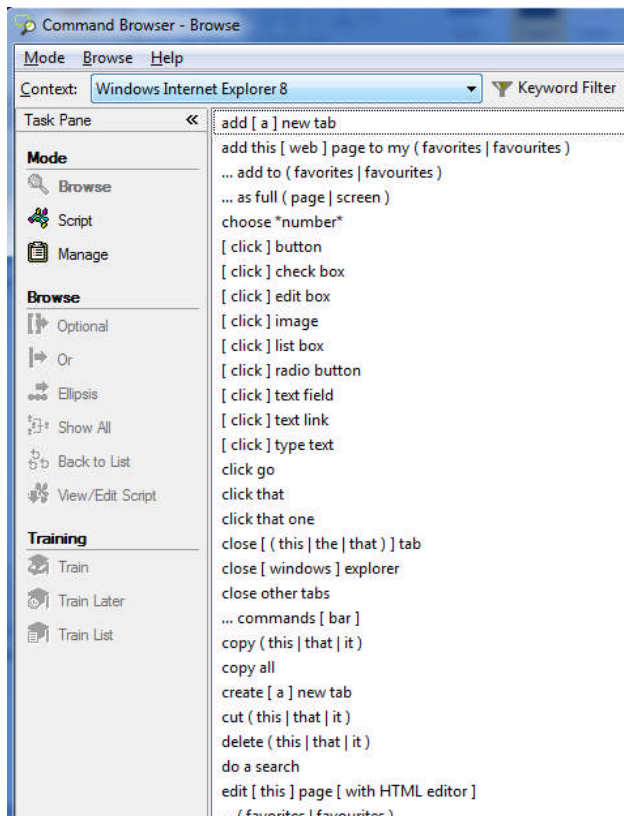 Command Browser - Browse
Mode Browse Help
Context: Windows Internet Explorer 8 Keyword Filter
Task Pane «
Mode
Browse
Script
Manage
Browse
Optional
Or
Ellipsis
Show All
Back to List
View/Edit Script
Training
Train
Train Later
Train List
add [ a ] new tab
add this [ web ] page to my ( favorites | favourites )
... add to ( favorites | favourites )
... as full ( page | screen )
choose *number*
[ click ] button
[ click ] check box
[ click ] edit box
[ click ] image
[ click ] list box
[ click ] radio button
[ click ] text field
[ click ] text link
[ click ] type text
click go
click that
click that one
close [ ( this | the | that ) ] tab
close [ windows ] explorer
close other tabs
... commands [ bar ]
copy ( this | that | it )
copy all
create [ a ] new tab
cut ( this | that | it )
delete ( this | that | it )
do a search
edit [ this ] page [ with HTML editor ]
... ( favorites | favourites )